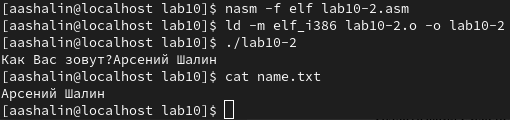 [aashalin@localhost lab10]$ nasm -f elf lab10-2.asm
[aashalin@localhost lab10]$ ld -m elf_i386 lab10-2.o -o lab10-2
[aashalin@localhost lab10]$ ./lab10-2
Как Вас зовут?Арсений Шалин
[aashalin@localhost lab10]$ cat name.txt
Арсений Шалин
[aashalin@localhost lab10]$